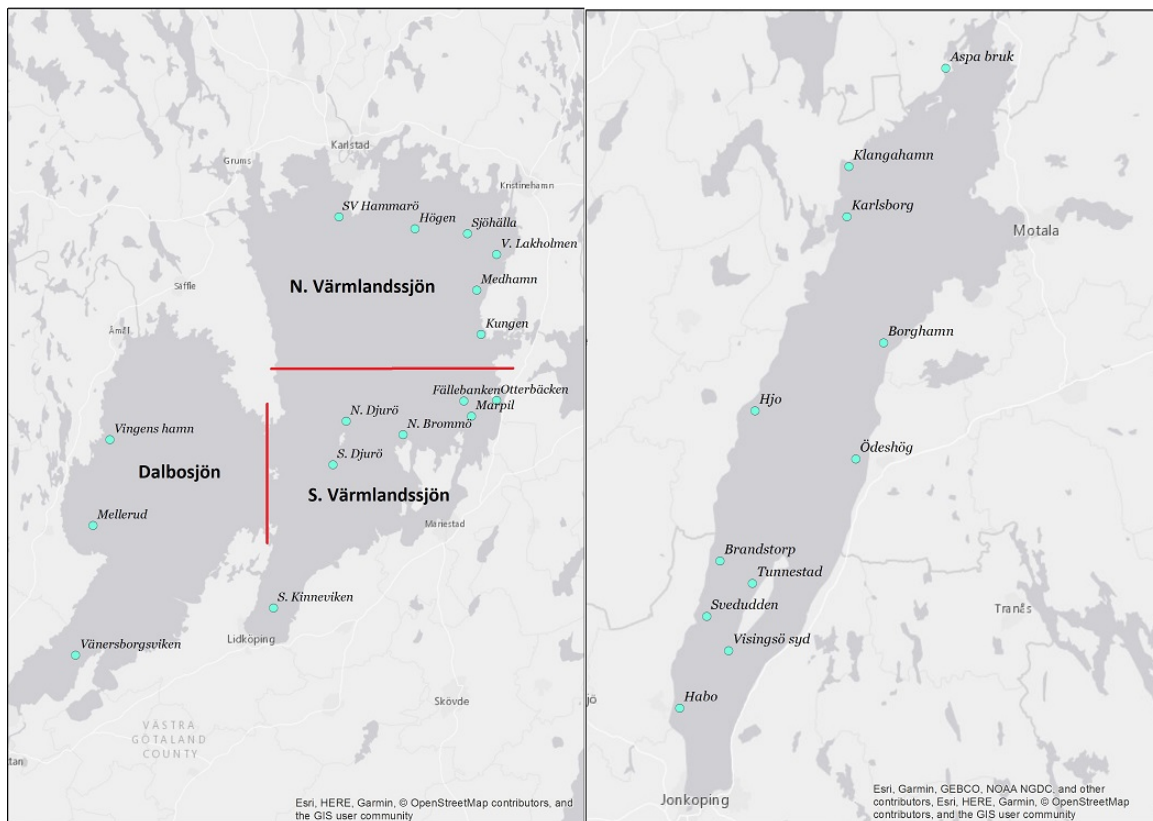 Karlstad
Grums
Kristinehamn
SV Hammarö
Högen
Sjöhälla
V. Lakholmen
Säffle
N. Värmlandssjön
Medhamn
Åmål
Kungen
Fällebanken
Otterbäcken
Marpil
N. Djurö
N. Brommö
Vingens hamn
S. Djurö
Dalbosjön
S. Värmlandssjön
Mellerud
Mariestad
S. Kinneviken
Lidköping
Vänersborgsviken
Skövde
VÄSTRA
GÖTALAND
COUNTY
tan
Esri, HERE, Garmin, © OpenStreetMap contributors, and
the GIS user community
Aspa bruk
Klangahamn
Karlsborg
Motala
Borghamn
Hjo
Ödeshög
Brandstorp
Tunnestad
Tranås
Svedudden
Visingsö syd
jö
Habo
Jonkoping
Esri, Garmin, GEBCO, NOAA NGDC, and other
contributors, Esri, HERE, Garmin, © OpenStreetMap
contributors, and the GIS user community